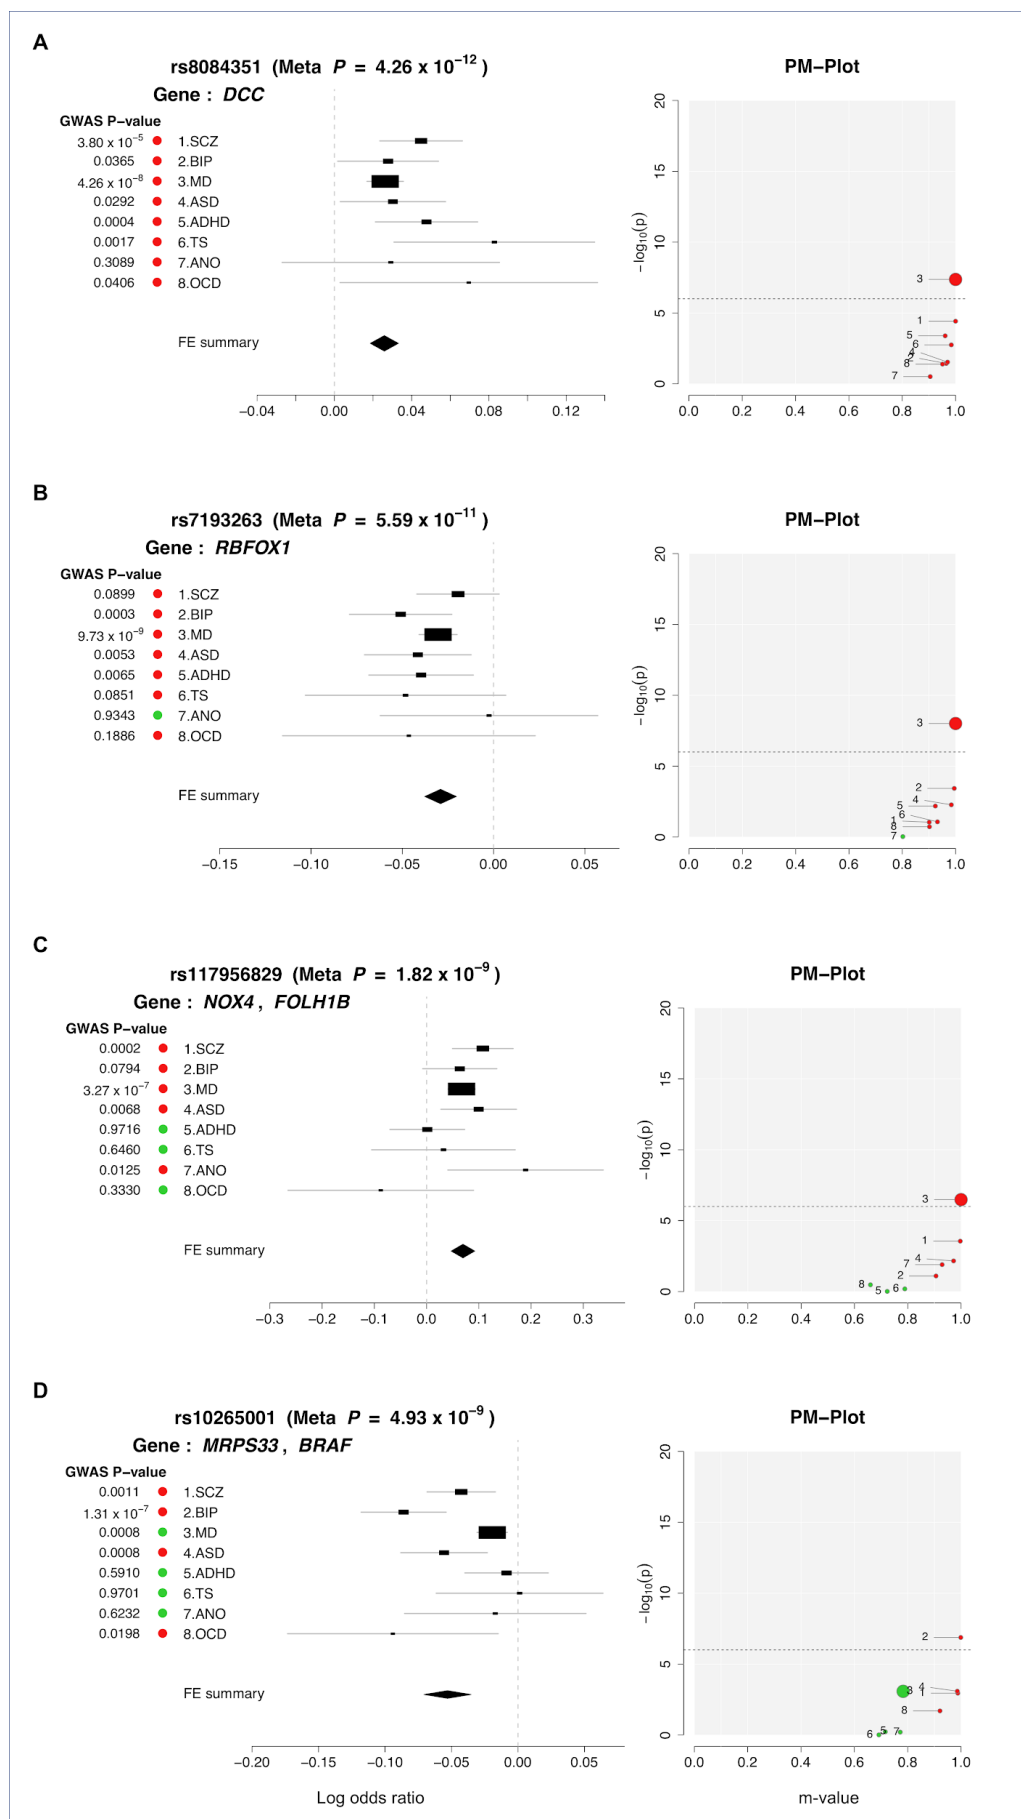 A
rs8084351 (Meta P = 4.26 x 10−12)
Gene : DCC
GWAS P−value
3.80 x 10−5 1.SCZ
0.0365 2.BIP
4.26 x 10−8 3.MD
0.0292 4.ASD
0.0004 5.ADHD
0.0017 6.TS
0.3089 7.ANO
0.0406 8.OCD
FE summary
−0.04 0.00 0.04 0.08 0.12
PM−Plot
−log10(p)
20
15
10
5
0
3
1
5
6
4
2
8
7
0.0 0.2 0.4 0.6 0.8 1.0
B
rs7193263 (Meta P = 5.59 x 10−11)
Gene : RBFOX1
GWAS P−value
0.0899 1.SCZ
0.0003 2.BIP
9.73 x 10−9 3.MD
0.0053 4.ASD
0.0065 5.ADHD
0.0851 6.TS
0.9343 7.ANO
0.1886 8.OCD
FE summary
−0.15 −0.10 −0.05 0.00 0.05
PM−Plot
−log10(p)
20
15
10
5
0
3
2
4
5
6
1
8
7
0.0 0.2 0.4 0.6 0.8 1.0
C
rs117956829 (Meta P = 1.82 x 10−9)
Gene : NOX4 , FOLH1B
GWAS P−value
0.0002 1.SCZ
0.0794 2.BIP
3.27 x 10−7 3.MD
0.0068 4.ASD
0.9716 5.ADHD
0.6460 6.TS
0.0125 7.ANO
0.3330 8.OCD
FE summary
−0.3 −0.2 −0.1 0.0 0.1 0.2 0.3
PM−Plot
−log10(p)
20
15
10
5
0
3
1
4
7
2
8
5 6
0.0 0.2 0.4 0.6 0.8 1.0
D
rs10265001 (Meta P = 4.93 x 10−9)
Gene : MRPS33 , BRAF
GWAS P−value
0.0011 1.SCZ
1.31 x 10−7 2.BIP
0.0008 3.MD
0.0008 4.ASD
0.5910 5.ADHD
0.9701 6.TS
0.6232 7.ANO
0.0198 8.OCD
FE summary
−0.20 −0.15 −0.10 −0.05 0.00 0.05
Log odds ratio
PM−Plot
−log10(p)
20
15
10
5
0
2
3 4
1
8
6 5 7
0.0 0.2 0.4 0.6 0.8 1.0
m-value